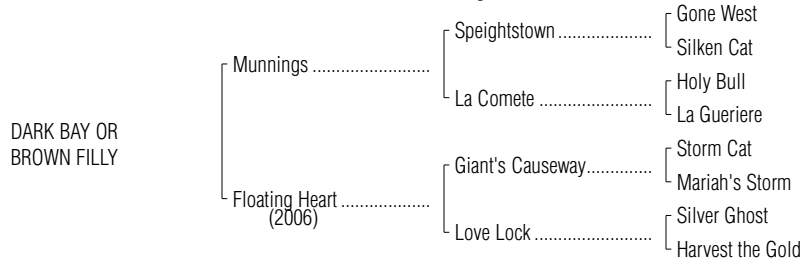 Gone West
Speightstown ....................
Silken Cat
Munnings .........................
Holy Bull
La Comete ........................
La Gueriere
DARK BAY OR
BROWN FILLY
Storm Cat
Giant's Causeway..............
Mariah's Storm
Floating Heart ...................
(2006)
Silver Ghost
Love Lock .........................
Harvest the Gold